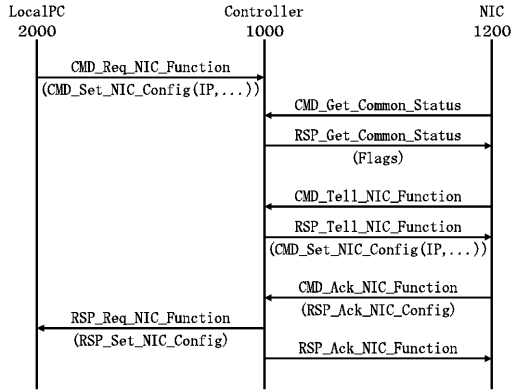 LocalPC Controller NIC
2000 1000 1200
CMD_Req_NIC_Function
(CMD_Set_NIC_Config(IP,...))
CMD_Get_Common_Status
RSP_Get_Common_Status
(Flags)
CMD_Tell_NIC_Function
RSP_Tell_NIC_Function
(CMD_Set_NIC_Config(IP,...))
CMD_Ack_NIC_Function
(RSP_Ack_NIC_Config)
RSP_Req_NIC_Function
(RSP_Set_NIC_Config)
RSP_Ack_NIC_Function